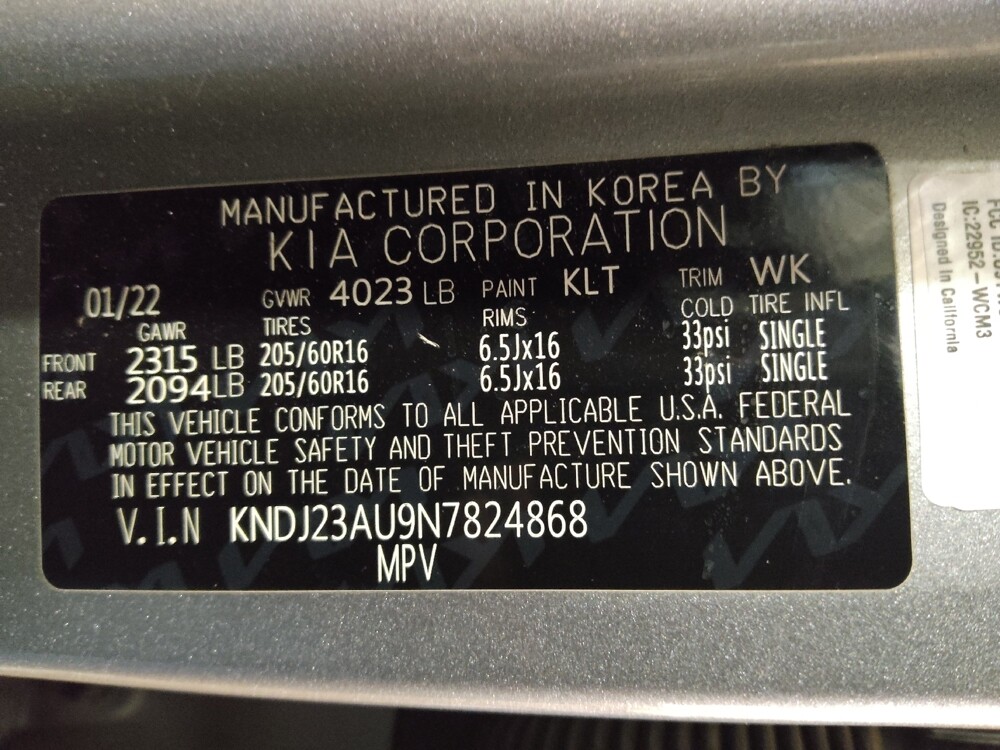 MANUFACTURED IN KOREA BY
KIA CORPORATION
01/22 GVWR 4023 LB PAINT KLT TRIM WK
GAWR TIRES RIMS COLD TIRE INFL
FRONT 2315 LB 205/60R16 6.5Jx16 33psi SINGLE
REAR 2094LB 205/60R16 6.5Jx16 33psi SINGLE
THIS VEHICLE CONFORMS TO ALL APPLICABLE U.S.A. FEDERAL
MOTOR VEHICLE SAFETY AND THEFT PREVENTION STANDARDS
IN EFFECT ON THE DATE OF MANUFACTURE SHOWN ABOVE.
V.I.N KNDJ23AU9N7824868
MPV
IC:22952-WCM3
Designed In California